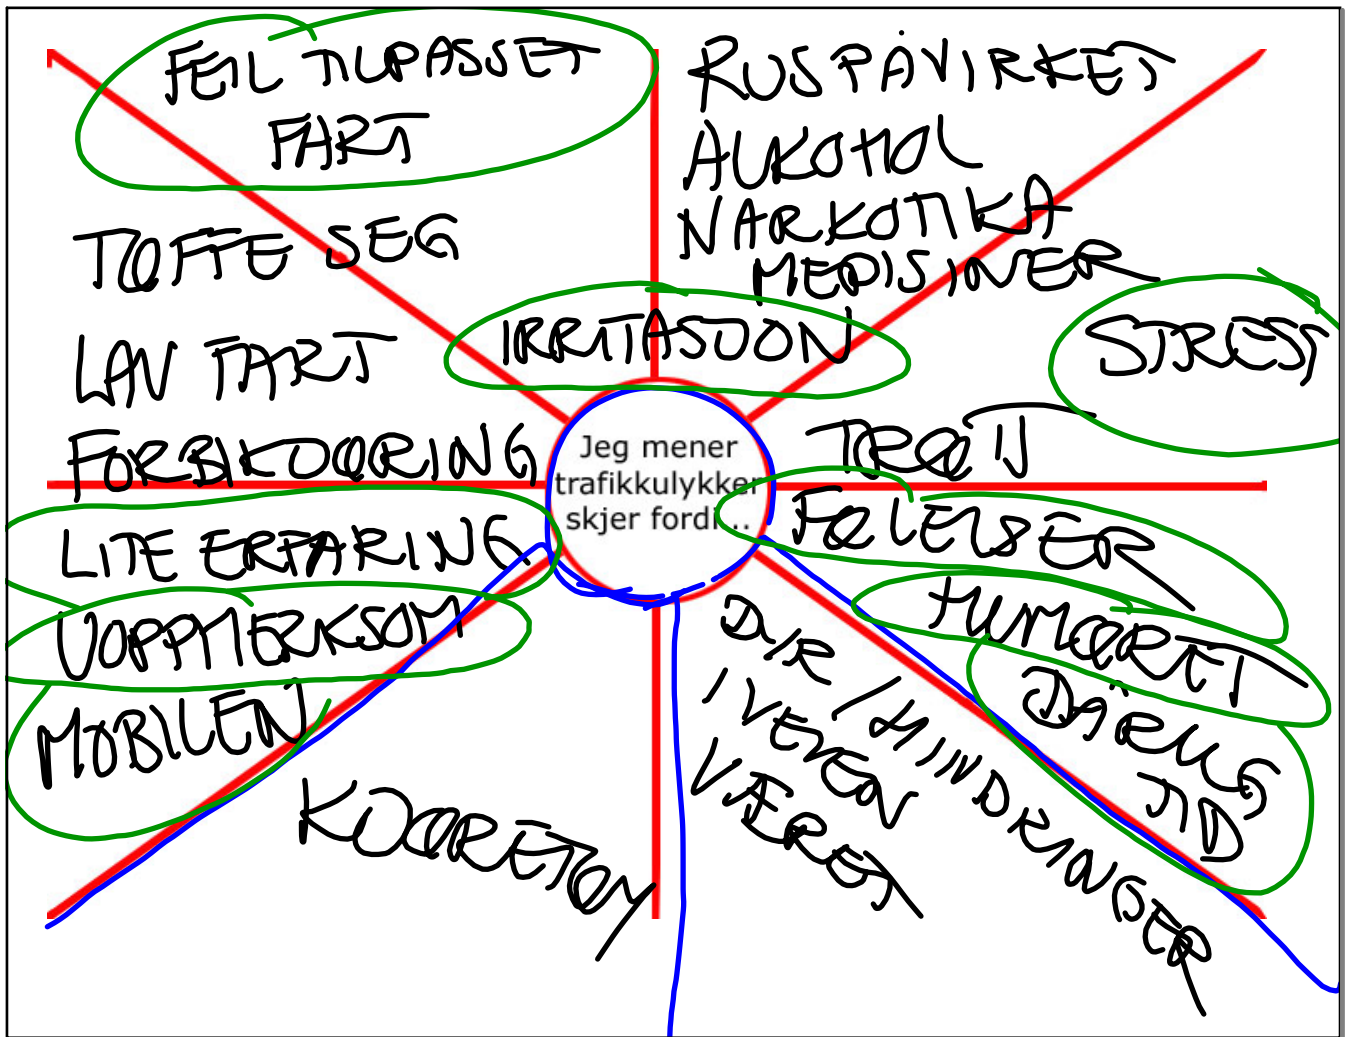 FEIL TILPASSET
FART
TØFFE SEG
LAV FART
FORBIKJØRING
LITE ERFARING
UOPPMERKSOM
MOBILEN
KJØRETØY
IRRITASJON
Jeg mener
trafikkulykker
skjer fordi...
RUSPÅVIRKET
ALKOHOL
NARKOTIKA
MEDISINER
STRESS
TRØTT
FØLELSER
HUMØRET
DÅRLIG
TID
DYR / HINDRINGER
I VEIEN
VÆRET